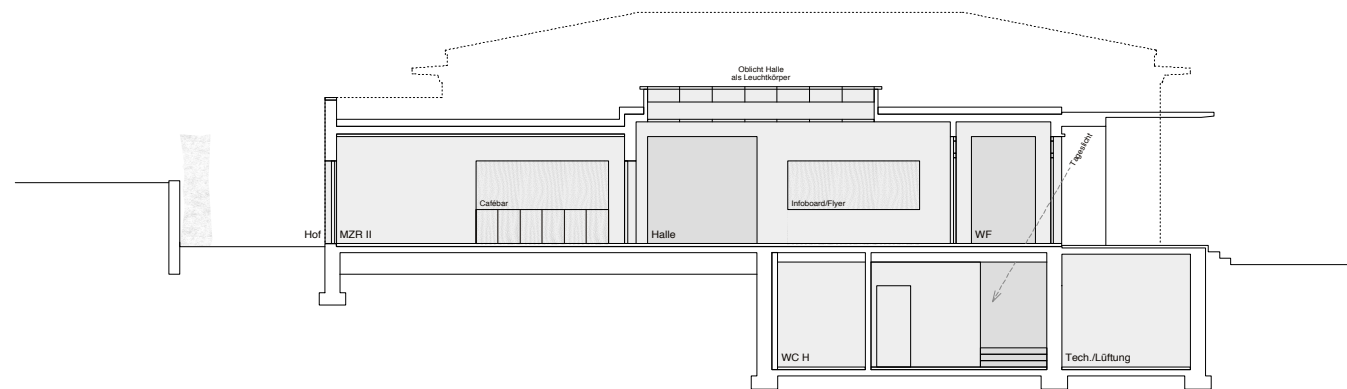 Oblicht Halle
als Leuchtkörper
Tageslicht
Cafébar
Infoboard/Flyer
Hof
MZR II
Halle
WF
WC H
Tech./Lüftung